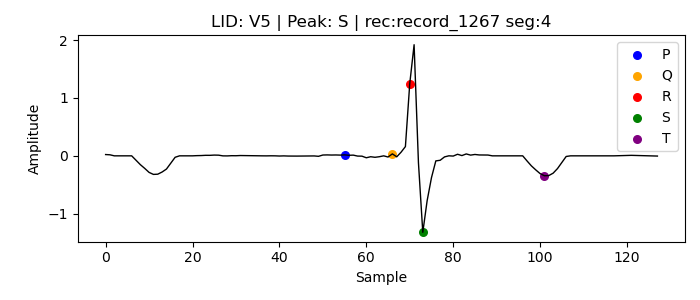 LID: V5 | Peak: S | rec:record_1267 seg:4
Amplitude
2
1
0
−1
0 20 40 60 80 100 120
Sample
P
Q
R
S
T